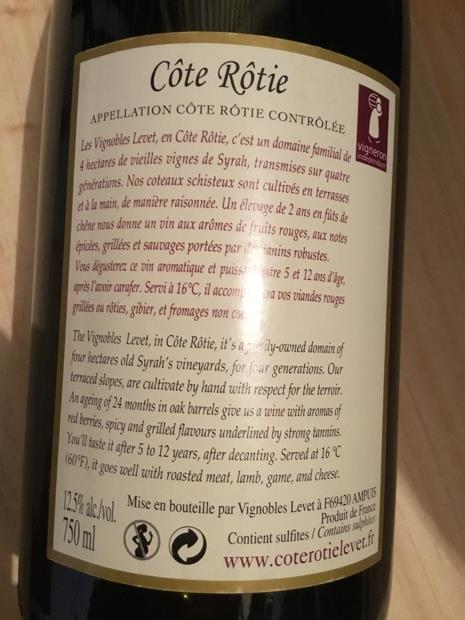 Côte Rôtie
APPELLATION CÔTE RÔTIE CONTRÔLÉE
vigneron
indépendant
Les Vignobles Levet, en Côte Rôtie, c'est un domaine familial de
4 hectares de vieilles vignes de Syrah, transmises sur quatre
générations. Nos coteaux schisteux sont cultivés en terrasses
et à la main, de manière raisonnée. Un élevage de 2 ans en fûts de
chêne nous donne un vin aux arômes de fruits rouges, aux notes
épicées, grillées et sauvages portées par des tanins robustes.
Vous dégusterez ce vin aromatique et 5 et 12 ans d'âge,
après l'avoir carafer. Servi à 16°C, il vos viandes rouges
grillées ou rôties, gibier, et fromages non
The Vignobles Levet, in Côte Rôtie, it's a family-owned domain of
four hectares old Syrah's vineyards, for four generations. Our
terraced slopes, are cultivate by hand with respect for the terroir.
An ageing of 24 months in oak barrels give us a wine with aromas of
red berries, spicy and grilled flavours underlined by strong tannins.
You'll taste it after 5 to 12 years, after decanting. Served at 16 °C
(60°F), it goes well with roasted meat, lamb, game, and cheese.
12.5% alc./vol.
750 ml
Mise en bouteille par Vignobles Levet à F69420 AMPUIS
Produit de France
Contient sulfites / Contains sulphites
www.coterotielevet.fr